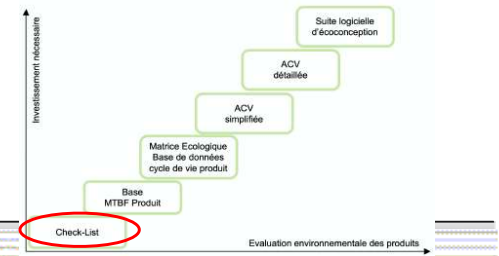 Suite logicielle
d'écoconception
ACV
détaillée
ACV
simplifiée
Matrice Ecologique
Base de données
cycle de vie produit
Base
MTBF Produit
Check-List
Investissement nécessaire
Evaluation environnementale des produits